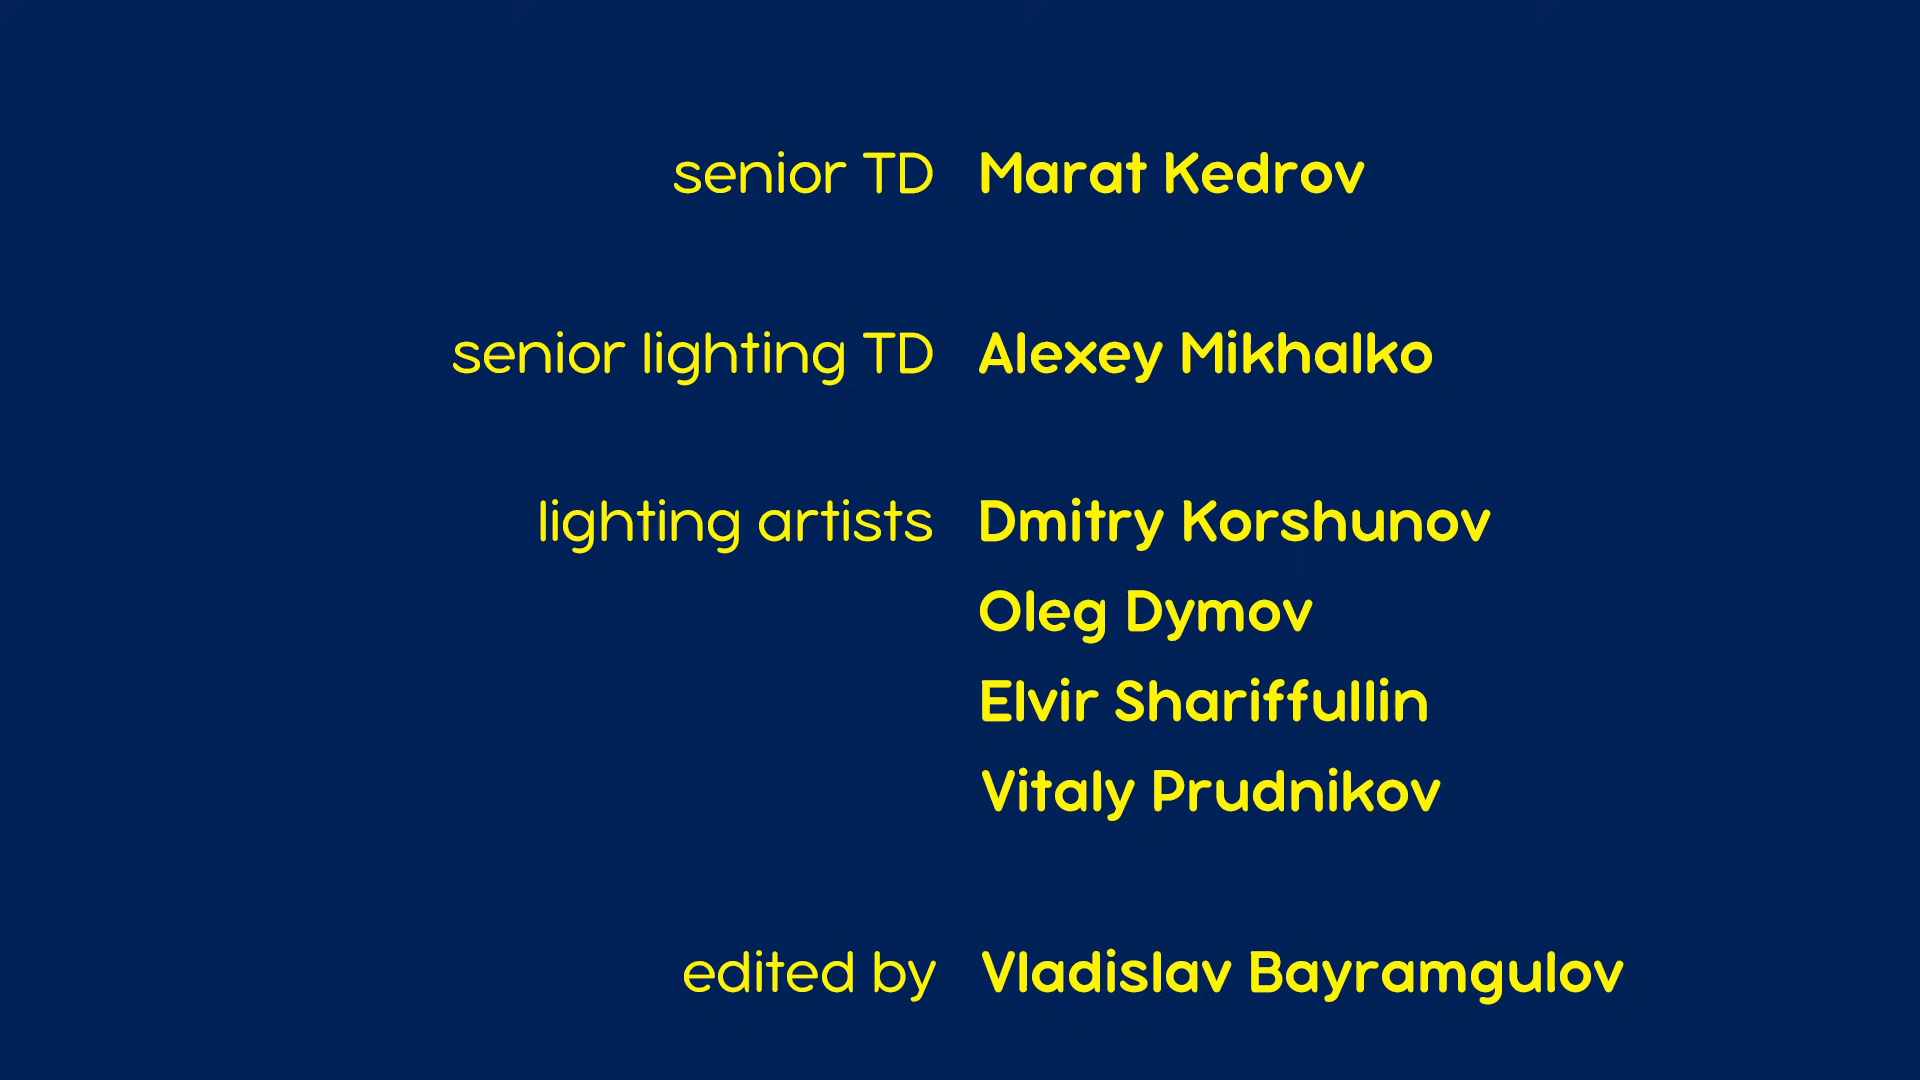 senior TD Marat Kedrov
senior lighting TD Alexey Mikhalko
lighting artists Dmitry Korshunov
Oleg Dymov
Elvir Shariffullin
Vitaly Prudnikov
edited by Vladislav Bayramgulov